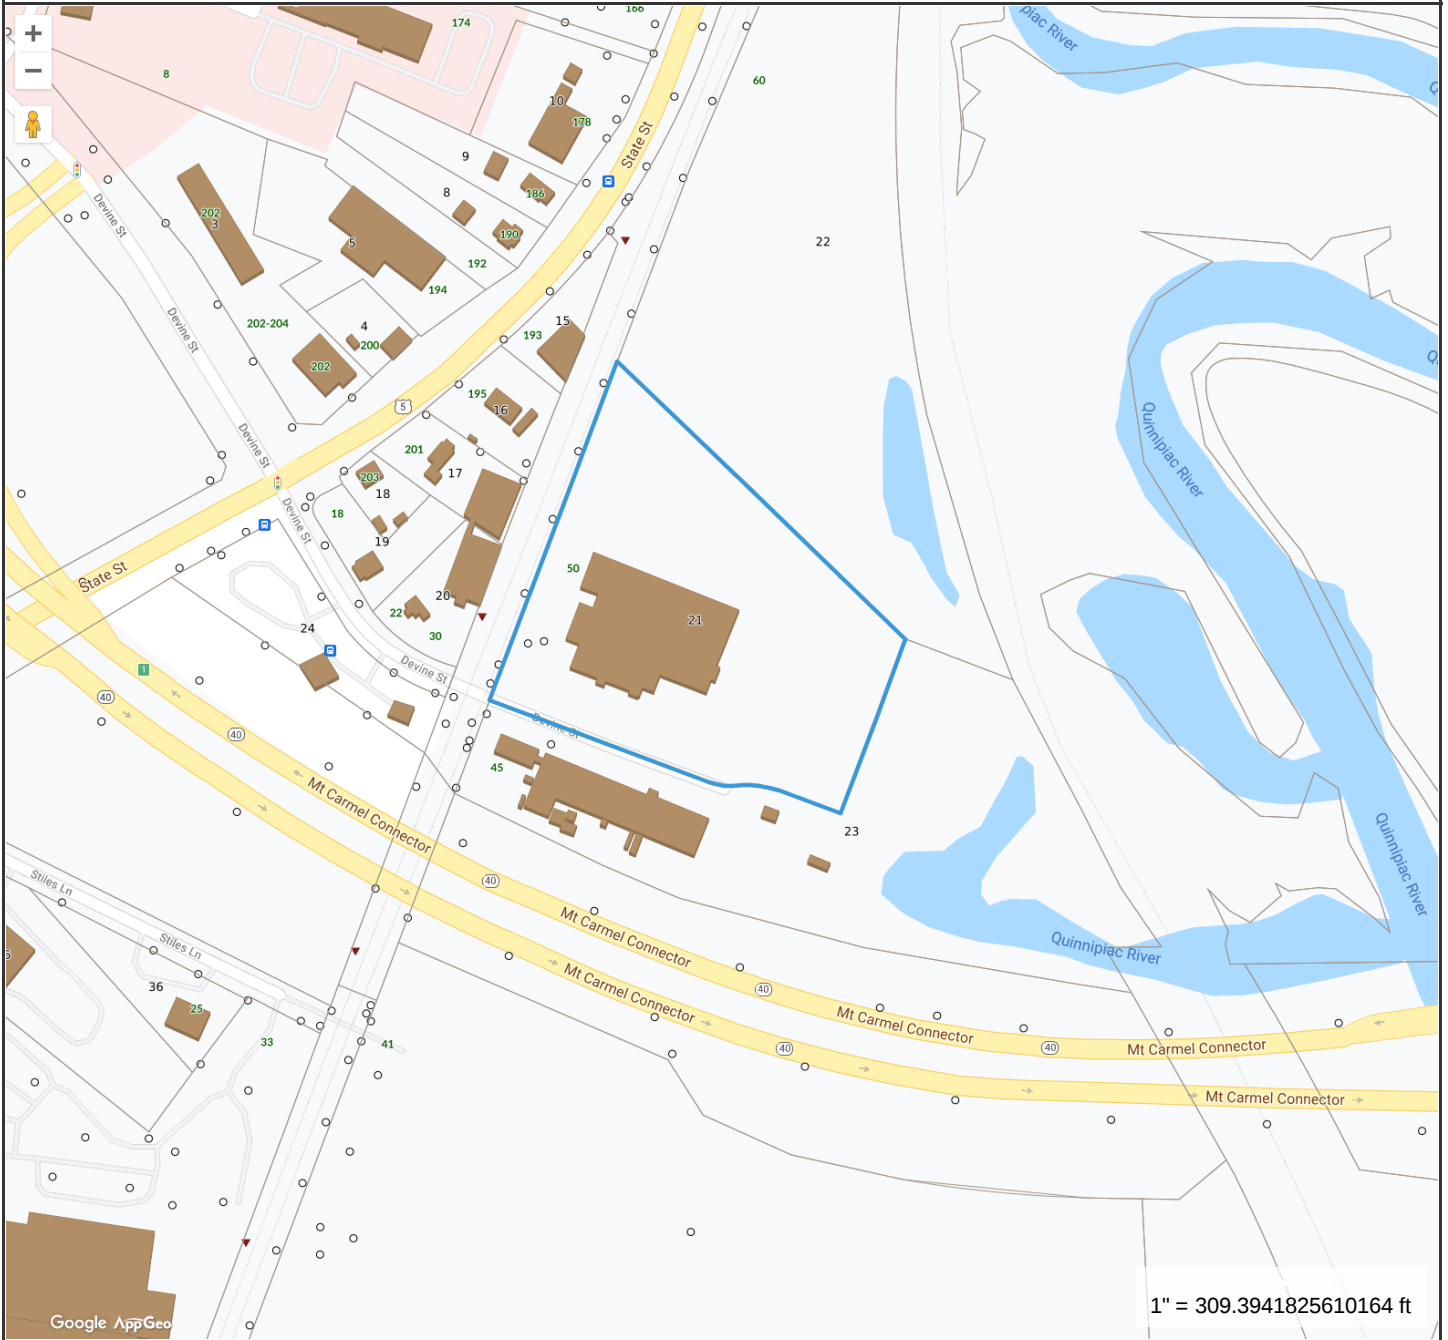 166
174
piac River
8
60
10
178
State St
9
8
186
Devine St
202
3
190
5
192
22
194
Devine St
202-204
4
15
193
200
202
195
16
5
Quinnipiac River
Devine St
201
17
203
18
18
Devine St
19
50
State St
20
22
21
24
30
Devine St
1
40
40
Devine St
45
Mt Carmel Connector
23
Quinnipiac River
40
Stiles Ln
Mt Carmel Connector
Stiles Ln
Quinnipiac River
5
Mt Carmel Connector
40
36
25
Mt Carmel Connector
33
41
40
40
Mt Carmel Connector
Mt Carmel Connector
1" = 309.3941825610164 ft
Google AppGeo